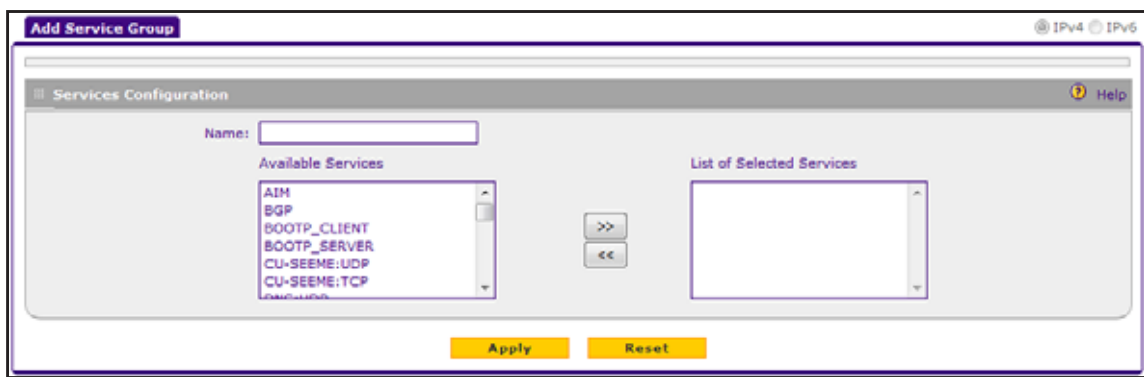 Add Service Group
IPv4 IPv6
Services Configuration
Help
Name:
Available Services
List of Selected Services
AIM
BGP
BOOTP_CLIENT
BOOTP_SERVER
CU-SEEME:UDP
CU-SEEME:TCP
>>
<<
Apply
Reset